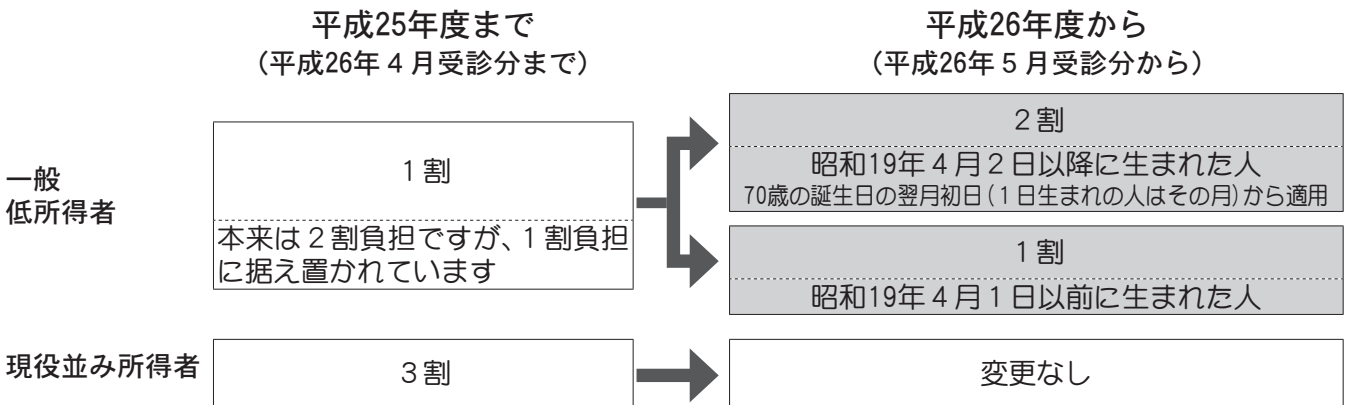 平成25年度まで
（平成26年４月受診分まで）
平成26年度から
（平成26年５月受診分から）
一般
低所得者
１割
本来は２割負担ですが、１割負担
に据え置かれています
２割
昭和19年４月２日以降に生まれた人
70歳の誕生日の翌月初日（１日生まれの人はその月）から適用
１割
昭和19年４月１日以前に生まれた人
現役並み所得者
３割
変更なし